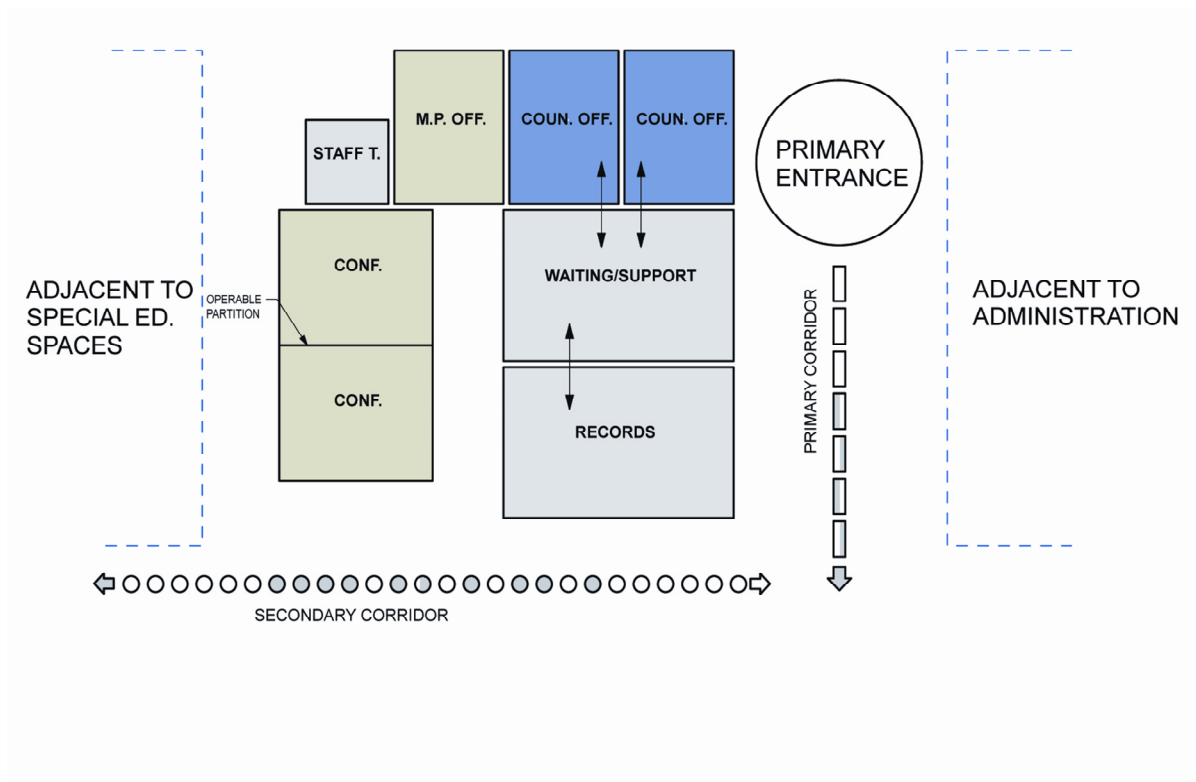 M.P. OFF.
COUN. OFF.
COUN. OFF.
STAFF T.
PRIMARY
ENTRANCE
CONF.
WAITING/SUPPORT
ADJACENT TO
SPECIAL ED.
SPACES
OPERABLE
PARTITION
PRIMARY CORRIDOR
ADJACENT TO
ADMINISTRATION
CONF.
RECORDS
SECONDARY CORRIDOR